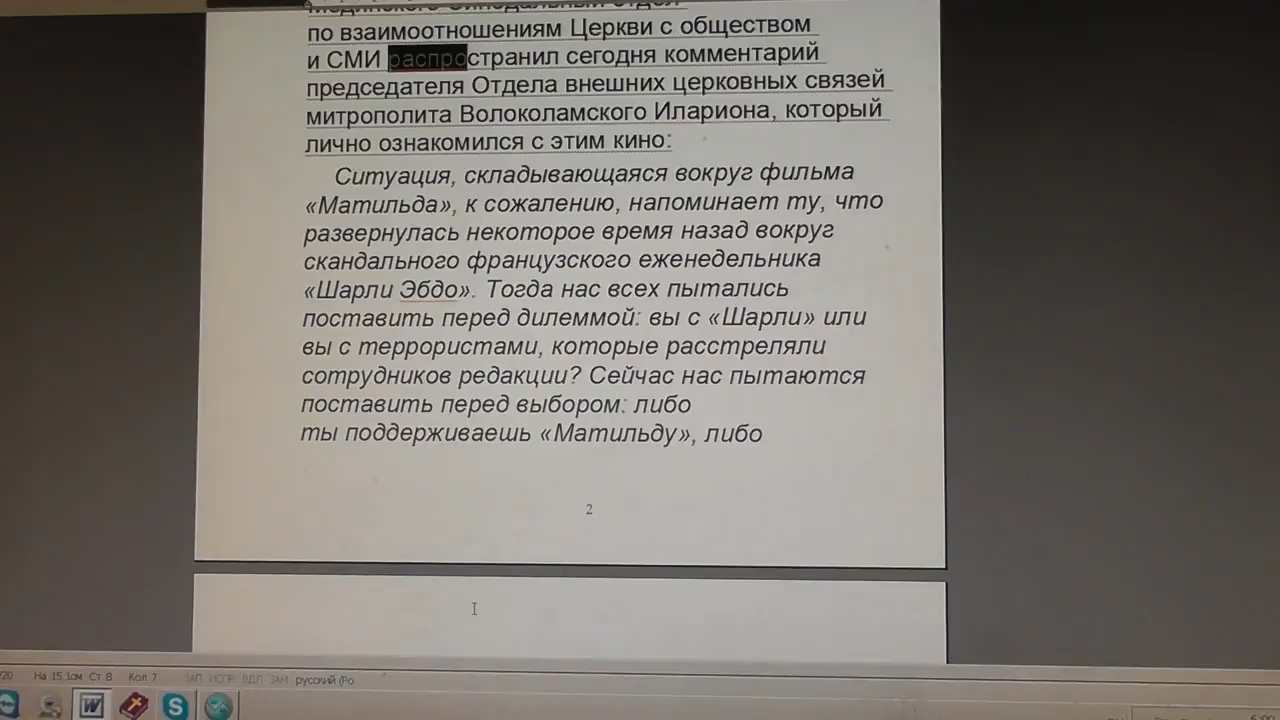 по взаимоотношениям Церкви с обществом
и СМИ распространил сегодня комментарий
председателя Отдела внешних церковных связей
митрополита Волоколамского Илариона, который
лично ознакомился с этим кино:
Ситуация, складывающаяся вокруг фильма
«Матильда», к сожалению, напоминает ту, что
развернулась некоторое время назад вокруг
скандального французского еженедельника
«Шарли Эбдо». Тогда нас всех пытались
поставить перед дилеммой: вы с «Шарли» или
вы с террористами, которые расстреляли
сотрудников редакции? Сейчас нас пытаются
поставить перед выбором: либо
ты поддерживаешь «Матильду», либо
2
На 15.1см Ст 8 Кол 7 ЗАП ИСПР ВДЛ ЗАМ русский (Ро